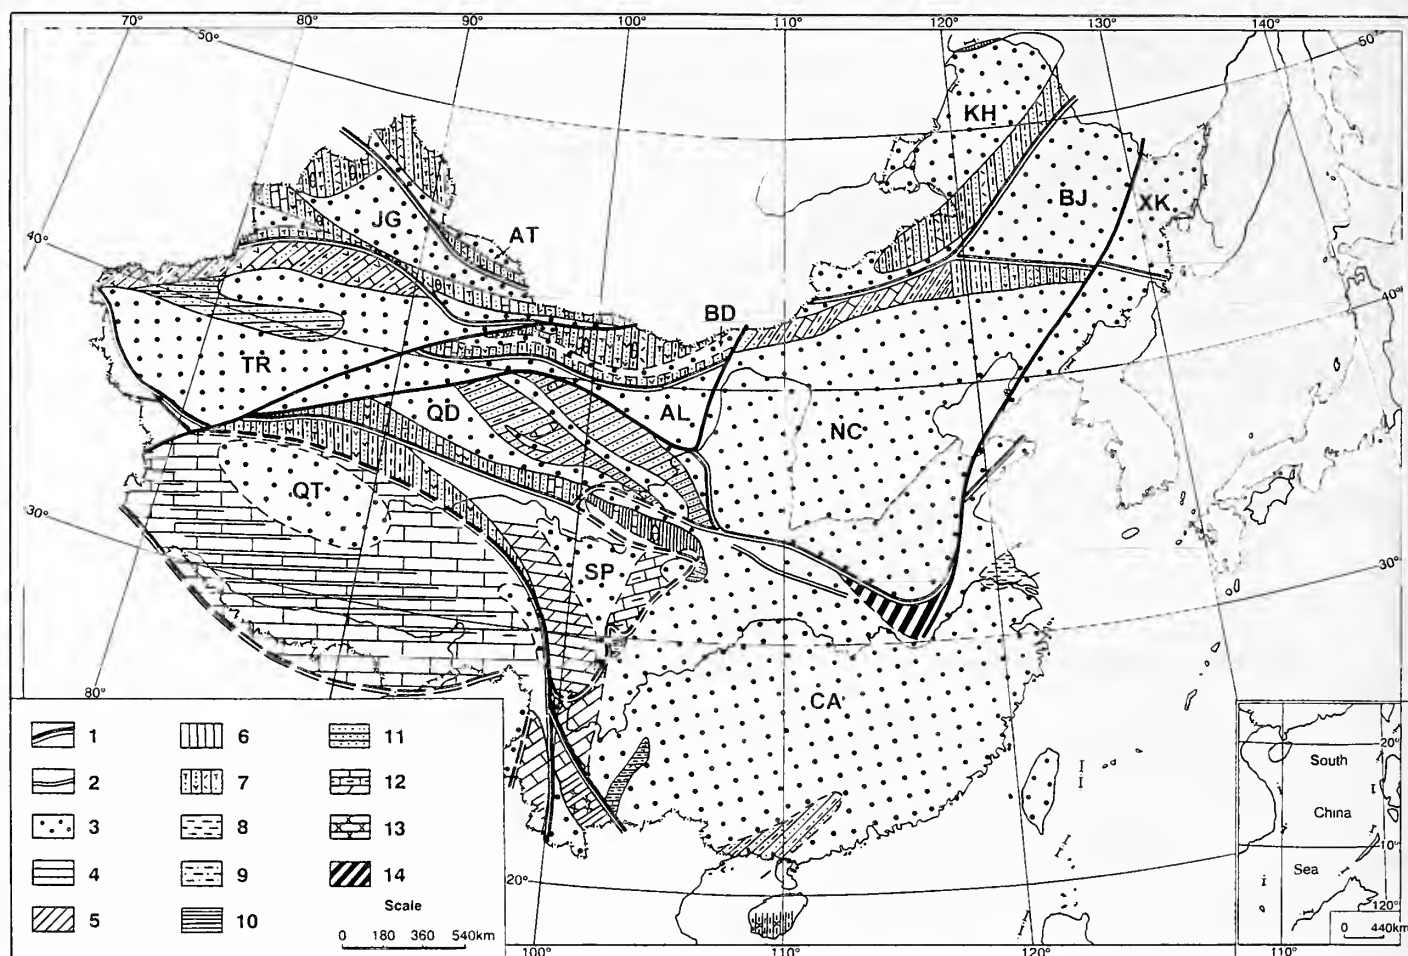 70° 80° 90° 100° 110° 120° 130° 140°
50° 50°
KH
JG AT BJ XK
40°
BD 40°
TR
QD AL NC
QT
30° SP 30°
80° CA
1 6 11
2 7 12
3 8 13
4 9 14
5 10
Scale
0 180 360 540km
20°
100° 110° 120°
20°
South
China
10°
Sea
120°
0 440km
110°